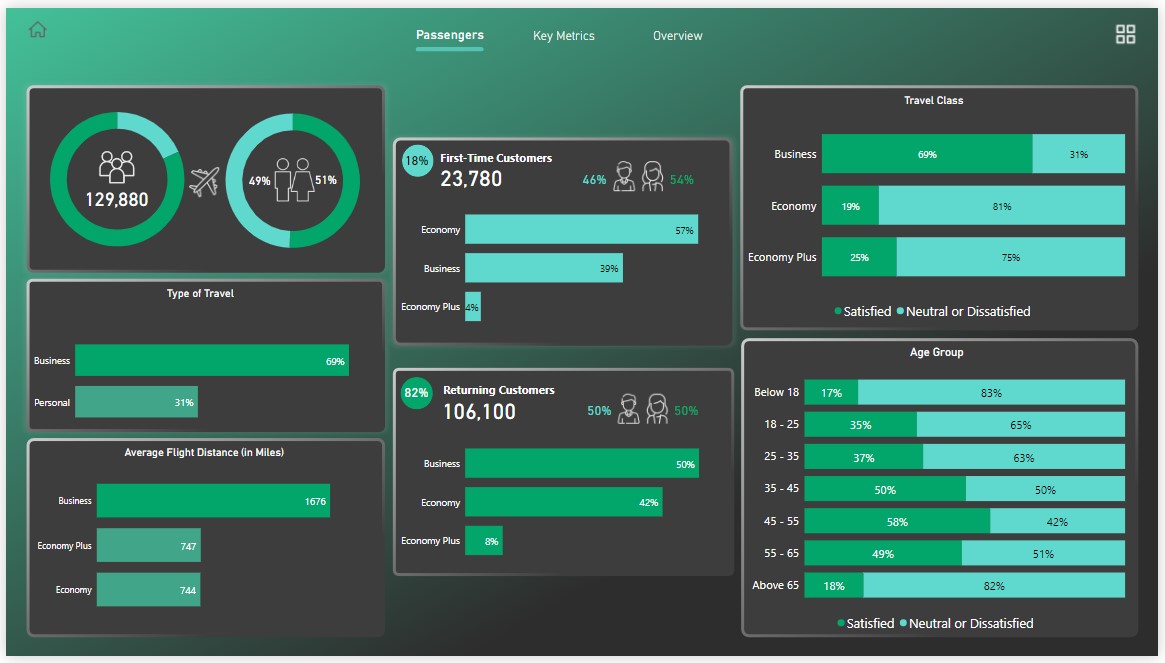 Passengers
Key Metrics
Overview
129,880
49%
51%
Type of Travel
Business
69%
Personal
31%
Average Flight Distance (in Miles)
Business
1676
Economy Plus
747
Economy
744
18%
First-Time Customers
23,780
46%
54%
Economy
57%
Business
39%
Economy Plus
4%
82%
Returning Customers
106,100
50%
50%
Business
50%
Economy
42%
Economy Plus
8%
Travel Class
Business
69%
31%
Economy
19%
81%
Economy Plus
25%
75%
Satisfied
Neutral or Dissatisfied
Age Group
Below 18
17%
83%
18 - 25
35%
65%
25 - 35
37%
63%
35 - 45
50%
50%
45 - 55
58%
42%
55 - 65
49%
51%
Above 65
18%
82%
Satisfied
Neutral or Dissatisfied